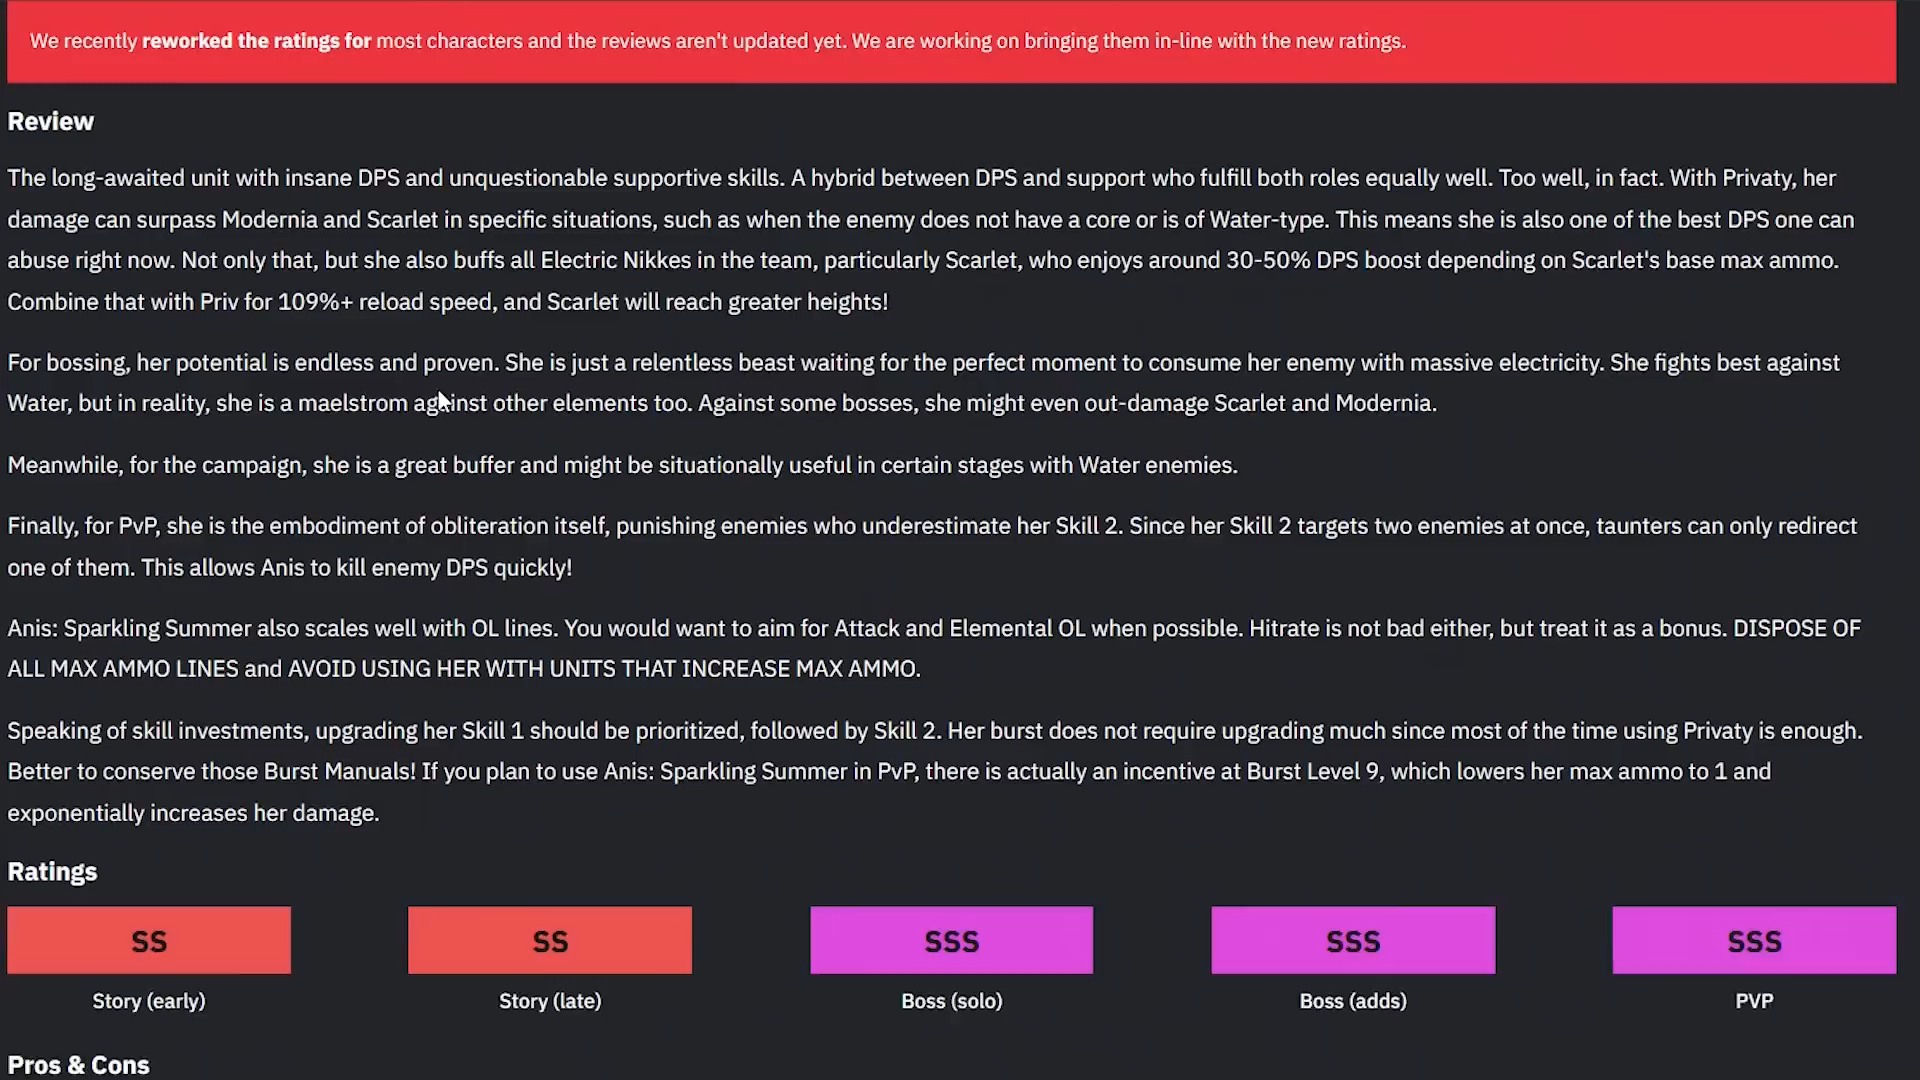 We recently reworked the ratings for most characters and the reviews aren't updated yet. We are working on bringing them in-line with the new ratings.
Review
The long-awaited unit with insane DPS and unquestionable supportive skills. A hybrid between DPS and support who fulfill both roles equally well. Too well, in fact. With Privaty, her
damage can surpass Modernia and Scarlet in specific situations, such as when the enemy does not have a core or is of Water-type. This means she is also one of the best DPS one can
abuse right now. Not only that, but she also buffs all Electric Nikkes in the team, particularly Scarlet, who enjoys around 30-50% DPS boost depending on Scarlet's base max ammo.
Combine that with Priv for 109%+ reload speed, and Scarlet will reach greater heights!
For bossing, her potential is endless and proven. She is just a relentless beast waiting for the perfect moment to consume her enemy with massive electricity. She fights best against
Water, but in reality, she is a maelstrom against other elements too. Against some bosses, she might even out-damage Scarlet and Modernia.
Meanwhile, for the campaign, she is a great buffer and might be situationally useful in certain stages with Water enemies.
Finally, for PvP, she is the embodiment of obliteration itself, punishing enemies who underestimate her Skill 2. Since her Skill 2 targets two enemies at once, taunters can only redirect
one of them. This allows Anis to kill enemy DPS quickly!
Anis: Sparkling Summer also scales well with OL lines. You would want to aim for Attack and Elemental OL when possible. Hitrate is not bad either, but treat it as a bonus. DISPOSE OF
ALL MAX AMMO LINES and AVOID USING HER WITH UNITS THAT INCREASE MAX AMMO.
Speaking of skill investments, upgrading her Skill 1 should be prioritized, followed by Skill 2. Her burst does not require upgrading much since most of the time using Privaty is enough.
Better to conserve those Burst Manuals! If you plan to use Anis: Sparkling Summer in PvP, there is actually an incentive at Burst Level 9, which lowers her max ammo to 1 and
exponentially increases her damage.
Ratings
SS SS SSS SSS SSS
Story (early) Story (late) Boss (solo) Boss (adds) PVP
Pros & Cons